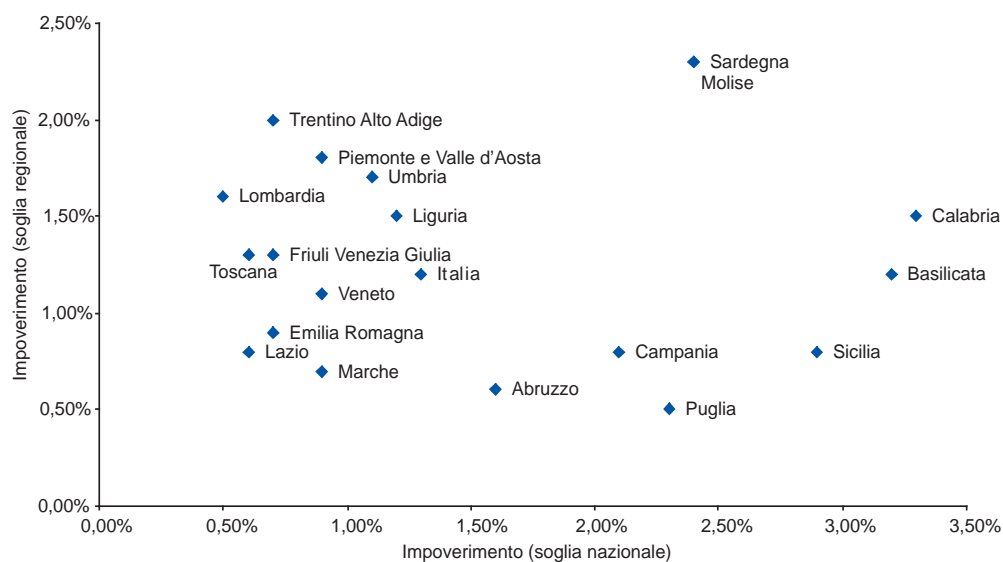 2,50%
Sardegna
Molise
2,00%
Trentino Alto Adige
Piemonte e Valle d'Aosta
Umbria
Lombardia
1,50%
Liguria
Calabria
Friuli Venezia Giulia
Toscana
Italia
Basilicata
Veneto
1,00%
Emilia Romagna
Lazio
Campania
Sicilia
Marche
Abruzzo
0,50%
Puglia
0,00%
Impoverimento (soglia regionale)
0,00%
0,50%
1,00%
1,50%
2,00%
2,50%
3,00%
3,50%
Impoverimento (soglia nazionale)